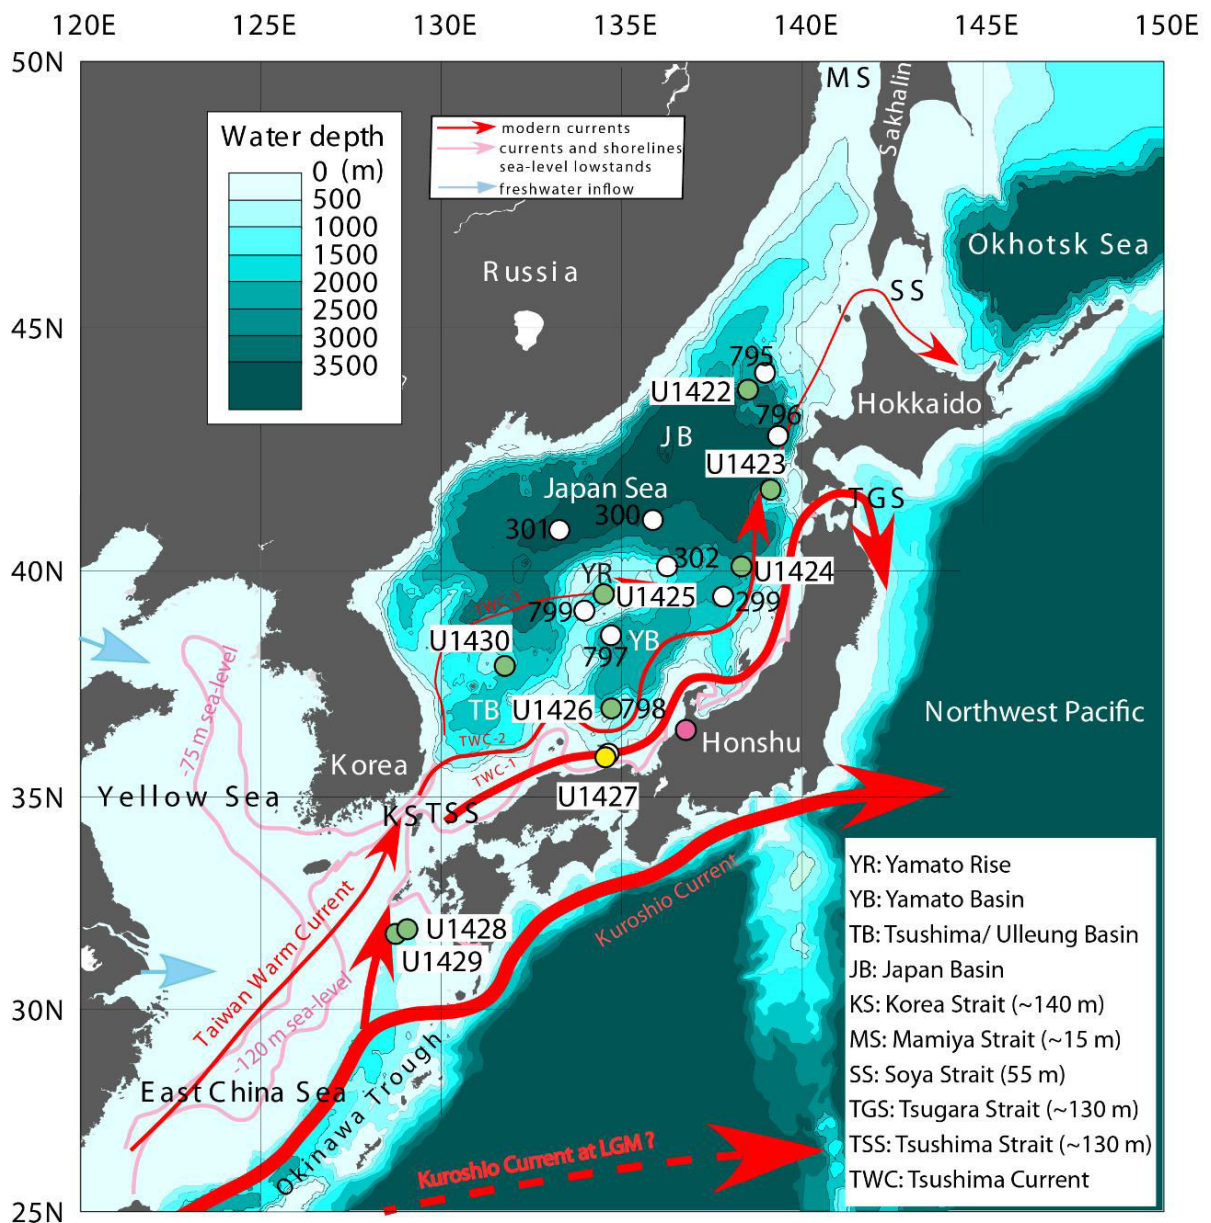 120E 125E 130E 135E 140E 145E 150E
50N
45N
40N
35N
30N
25N
Water depth
0 (m)
500
1000
1500
2000
2500
3000
3500
modern currents
currents and shorelines
sea-level lowstands
freshwater inflow
MS
Sakhalin
Okhotsk Sea
Russia
SS
795
U1422
796
Hokkaido
JB
U1423
Japan Sea
TGS
301
300
302
YR
U1424
TWC-3
U1425
799
299
U1430
YB
797
-75 m sea-level
TB
U1426
798
Northwest Pacific
TWC-2
Honshu
Korea
TWC-1
Yellow Sea
U1427
KS TSS
Kuroshio Current
Taiwan Warm Current
U1428
U1429
-120 m sea-level
East China Sea
Okinawa Trough
Kuroshio Current at LGM ?
YR: Yamato Rise
YB: Yamato Basin
TB: Tsushima/ Ulleung Basin
JB: Japan Basin
KS: Korea Strait (~140 m)
MS: Mamiya Strait (~15 m)
SS: Soya Strait (55 m)
TGS: Tsugara Strait (~130 m)
TSS: Tsushima Strait (~130 m)
TWC: Tsushima Current